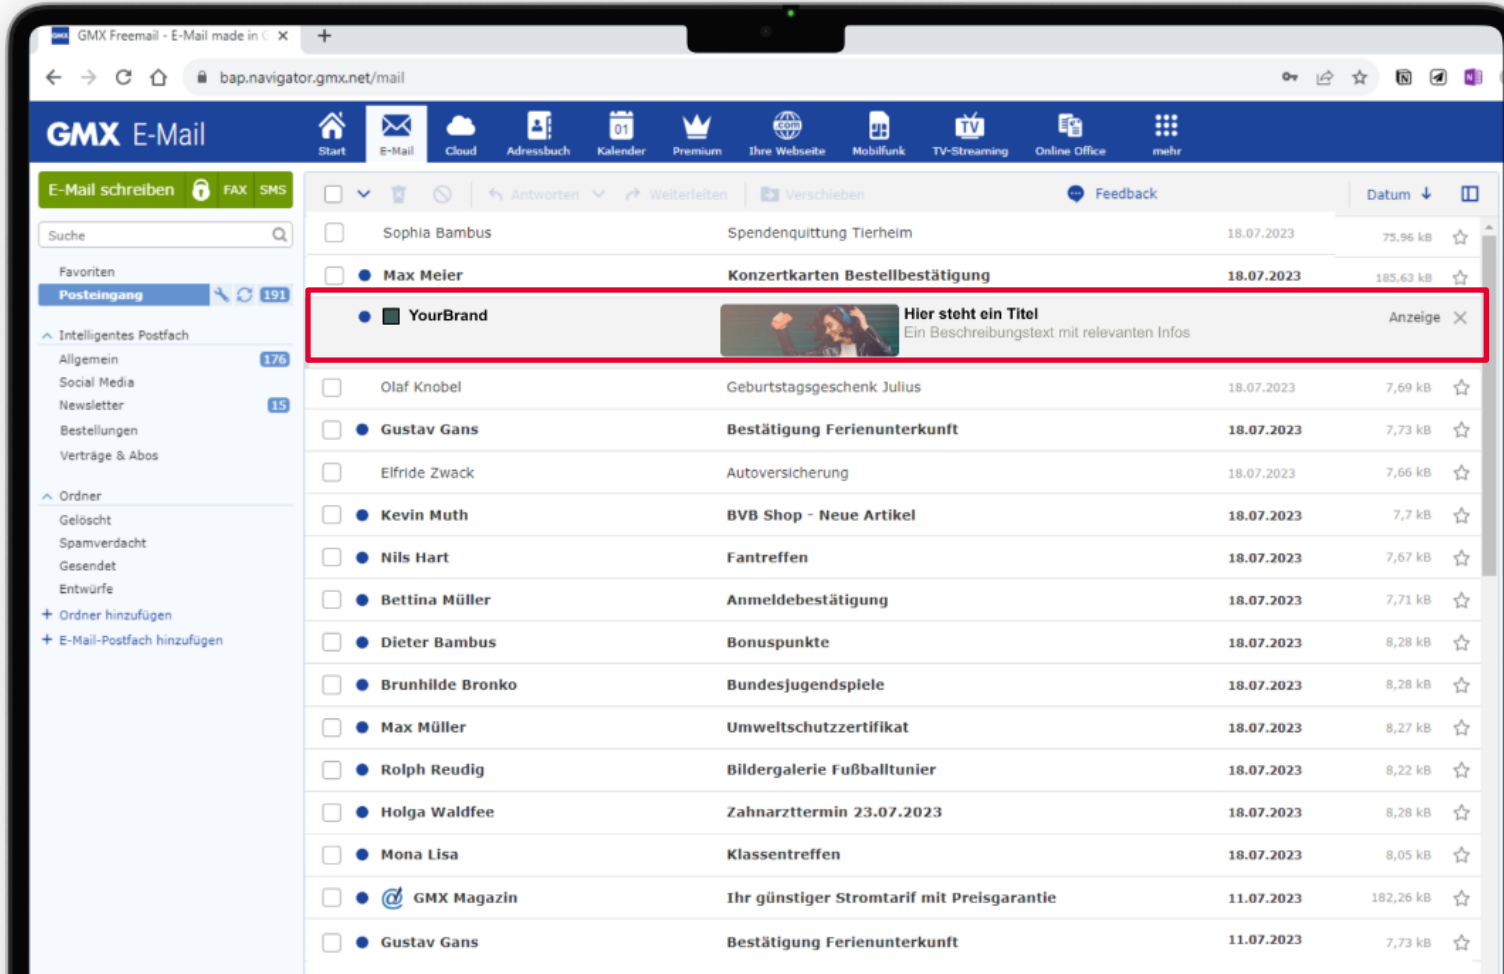 GMX Freemail - E-Mail made in G
bap.navigator.gmx.net/mail
GMX E-Mail
Start
E-Mail
Cloud
Adressbuch
01
Kalender
Premium
.com
Ihre Webseite
Mobilfunk
TV
TV-Streaming
Online Office
mehr
E-Mail schreiben FAX SMS
Antworten Weiterleiten Verschieben Feedback Datum
Suche
Favoriten
Posteingang 191
Intelligentes Postfach
Allgemein 176
Social Media
Newsletter 15
Bestellungen
Verträge & Abos
Ordner
Gelöscht
Spamverdacht
Gesendet
Entwürfe
+ Ordner hinzufügen
+ E-Mail-Postfach hinzufügen
Sophia Bambus Spendenquittung Tierheim 18.07.2023 75,96 kB
Max Meier Konzertkarten Bestellbestätigung 18.07.2023 185,63 kB
YourBrand Hier steht ein Titel Anzeige
Ein Beschreibungstext mit relevanten Infos
Olaf Knobel Geburtstagsgeschenk Julius 18.07.2023 7,69 kB
Gustav Gans Bestätigung Ferienunterkunft 18.07.2023 7,73 kB
Elfride Zwack Autoversicherung 18.07.2023 7,66 kB
Kevin Muth BVB Shop - Neue Artikel 18.07.2023 7,7 kB
Nils Hart Fantreffen 18.07.2023 7,67 kB
Bettina Müller Anmeldebestätigung 18.07.2023 7,71 kB
Dieter Bambus Bonuspunkte 18.07.2023 8,28 kB
Brunhilde Bronko Bundesjugendspiele 18.07.2023 8,28 kB
Max Müller Umweltschutzzertifikat 18.07.2023 8,27 kB
Rolph Reudig Bildergalerie Fußballtunier 18.07.2023 8,22 kB
Holga Waldfee Zahnarzttermin 23.07.2023 18.07.2023 8,28 kB
Mona Lisa Klassentreffen 18.07.2023 8,05 kB
GMX Magazin Ihr günstiger Stromtarif mit Preisgarantie 11.07.2023 182,26 kB
Gustav Gans Bestätigung Ferienunterkunft 11.07.2023 7,73 kB